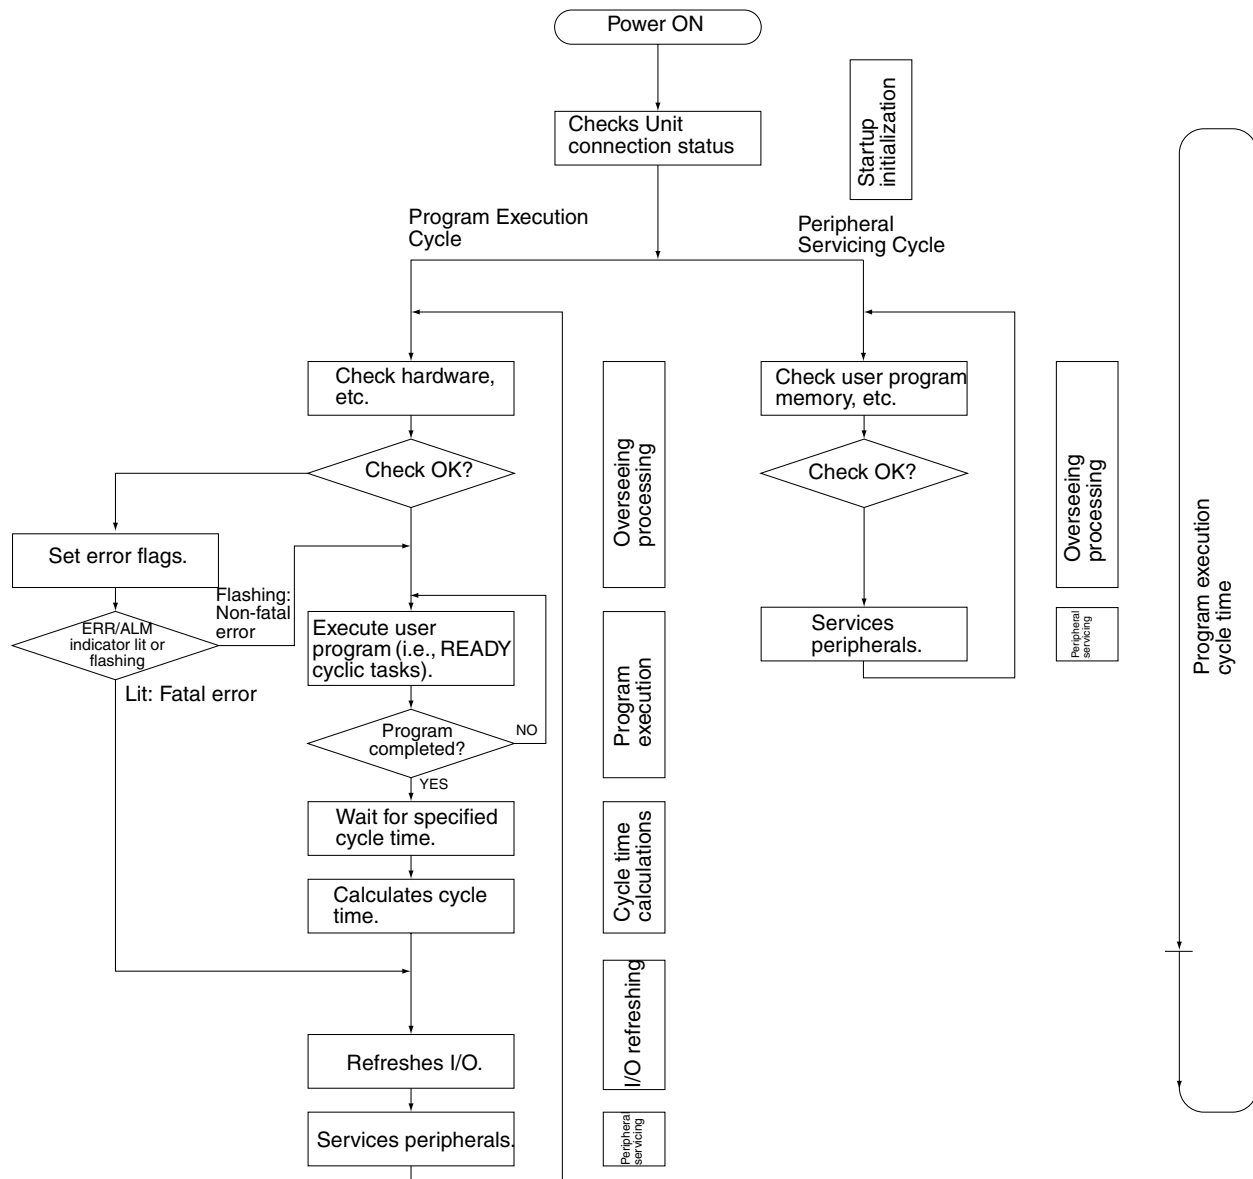 Power ON
Checks Unit
connection status
Startup
initialization
Program Execution
Cycle
Peripheral
Servicing Cycle
Check hardware,
etc.
Check OK?
Set error flags.
ERR/ALM
indicator lit or
flashing
Flashing:
Non-fatal
error
Lit: Fatal error
Execute user
program (i.e., READY
cyclic tasks).
Program
completed?
NO
YES
Wait for specified
cycle time.
Calculates cycle
time.
Refreshes I/O.
Services peripherals.
Overseeing
processing
Program
execution
Cycle time
calculations
I/O refreshing
Peripheral
servicing
Check user program
memory, etc.
Check OK?
Services
peripherals.
Overseeing
processing
Peripheral
servicing
Program execution
cycle time